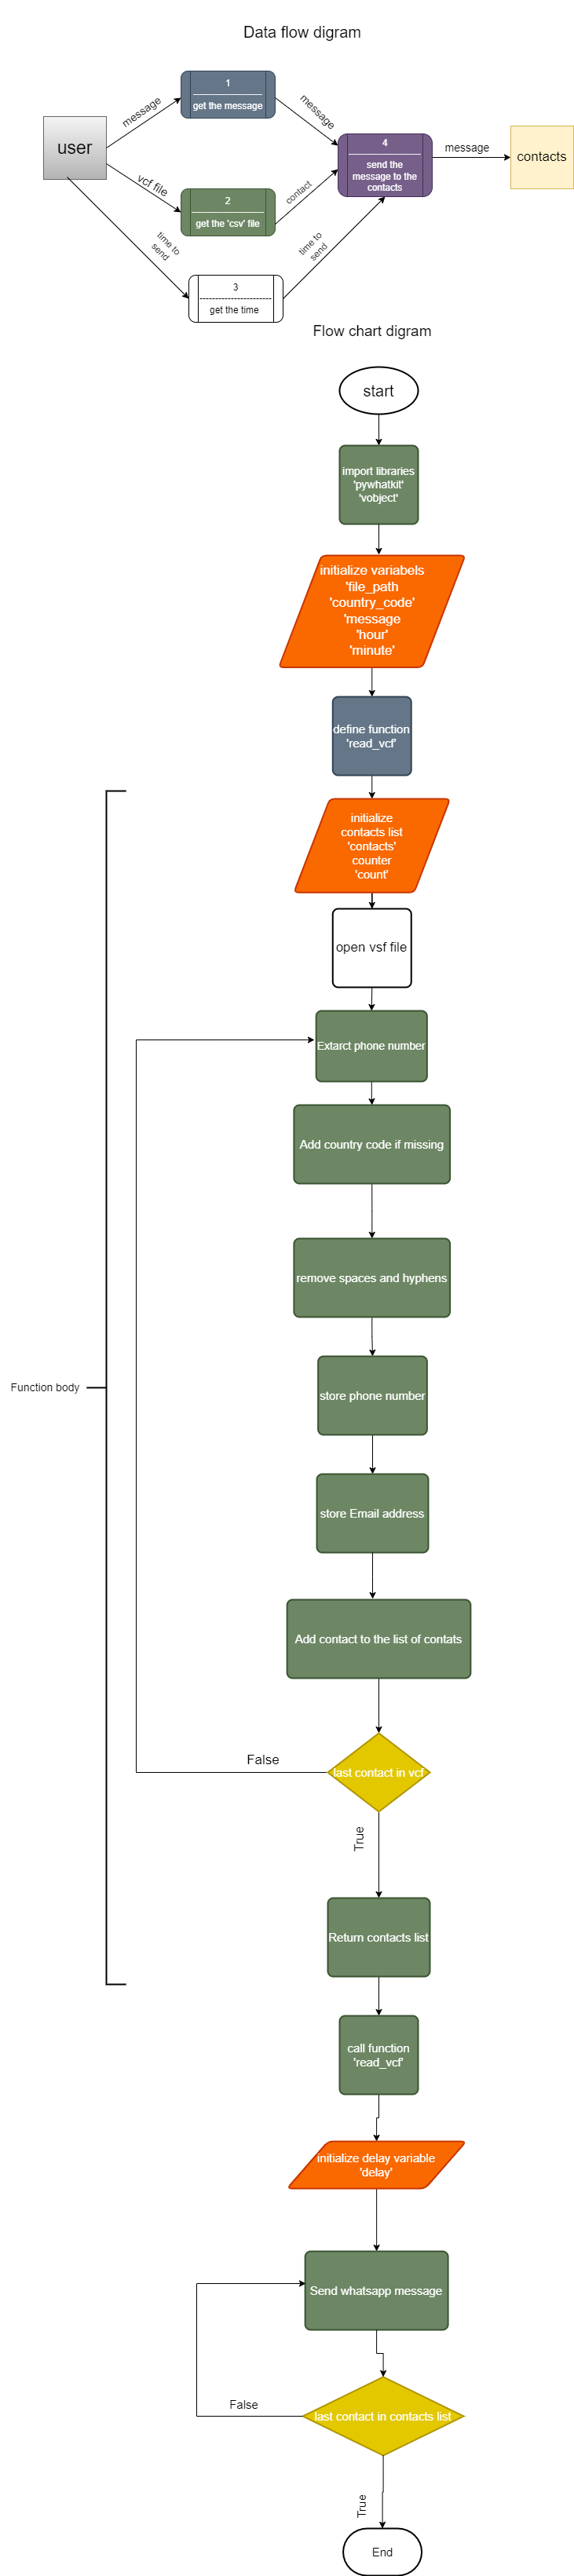 Data flow digram
1
get the message
message
message
user
4
send the
message to the
contacts
message
contacts
vcf file
2
get the 'csv' file
contact
time to
send
time to
send
3
get the time
Flow chart digram
start
import libraries
'pywhatkit'
'vobject'
initialize variabels
'file_path
'country_code'
'message
'hour'
'minute'
define function
'read_vcf'
initialize
contacts list
'contacts'
counter
'count'
open vsf file
Extarct phone number
Add country code if missing
remove spaces and hyphens
Function body
store phone number
store Email address
Add contact to the list of contats
False
last contact in vcf
True
Return contacts list
call function
'read_vcf'
initialize delay variable
'delay'
Send whatsapp message
False
last contact in contacts list
True
End